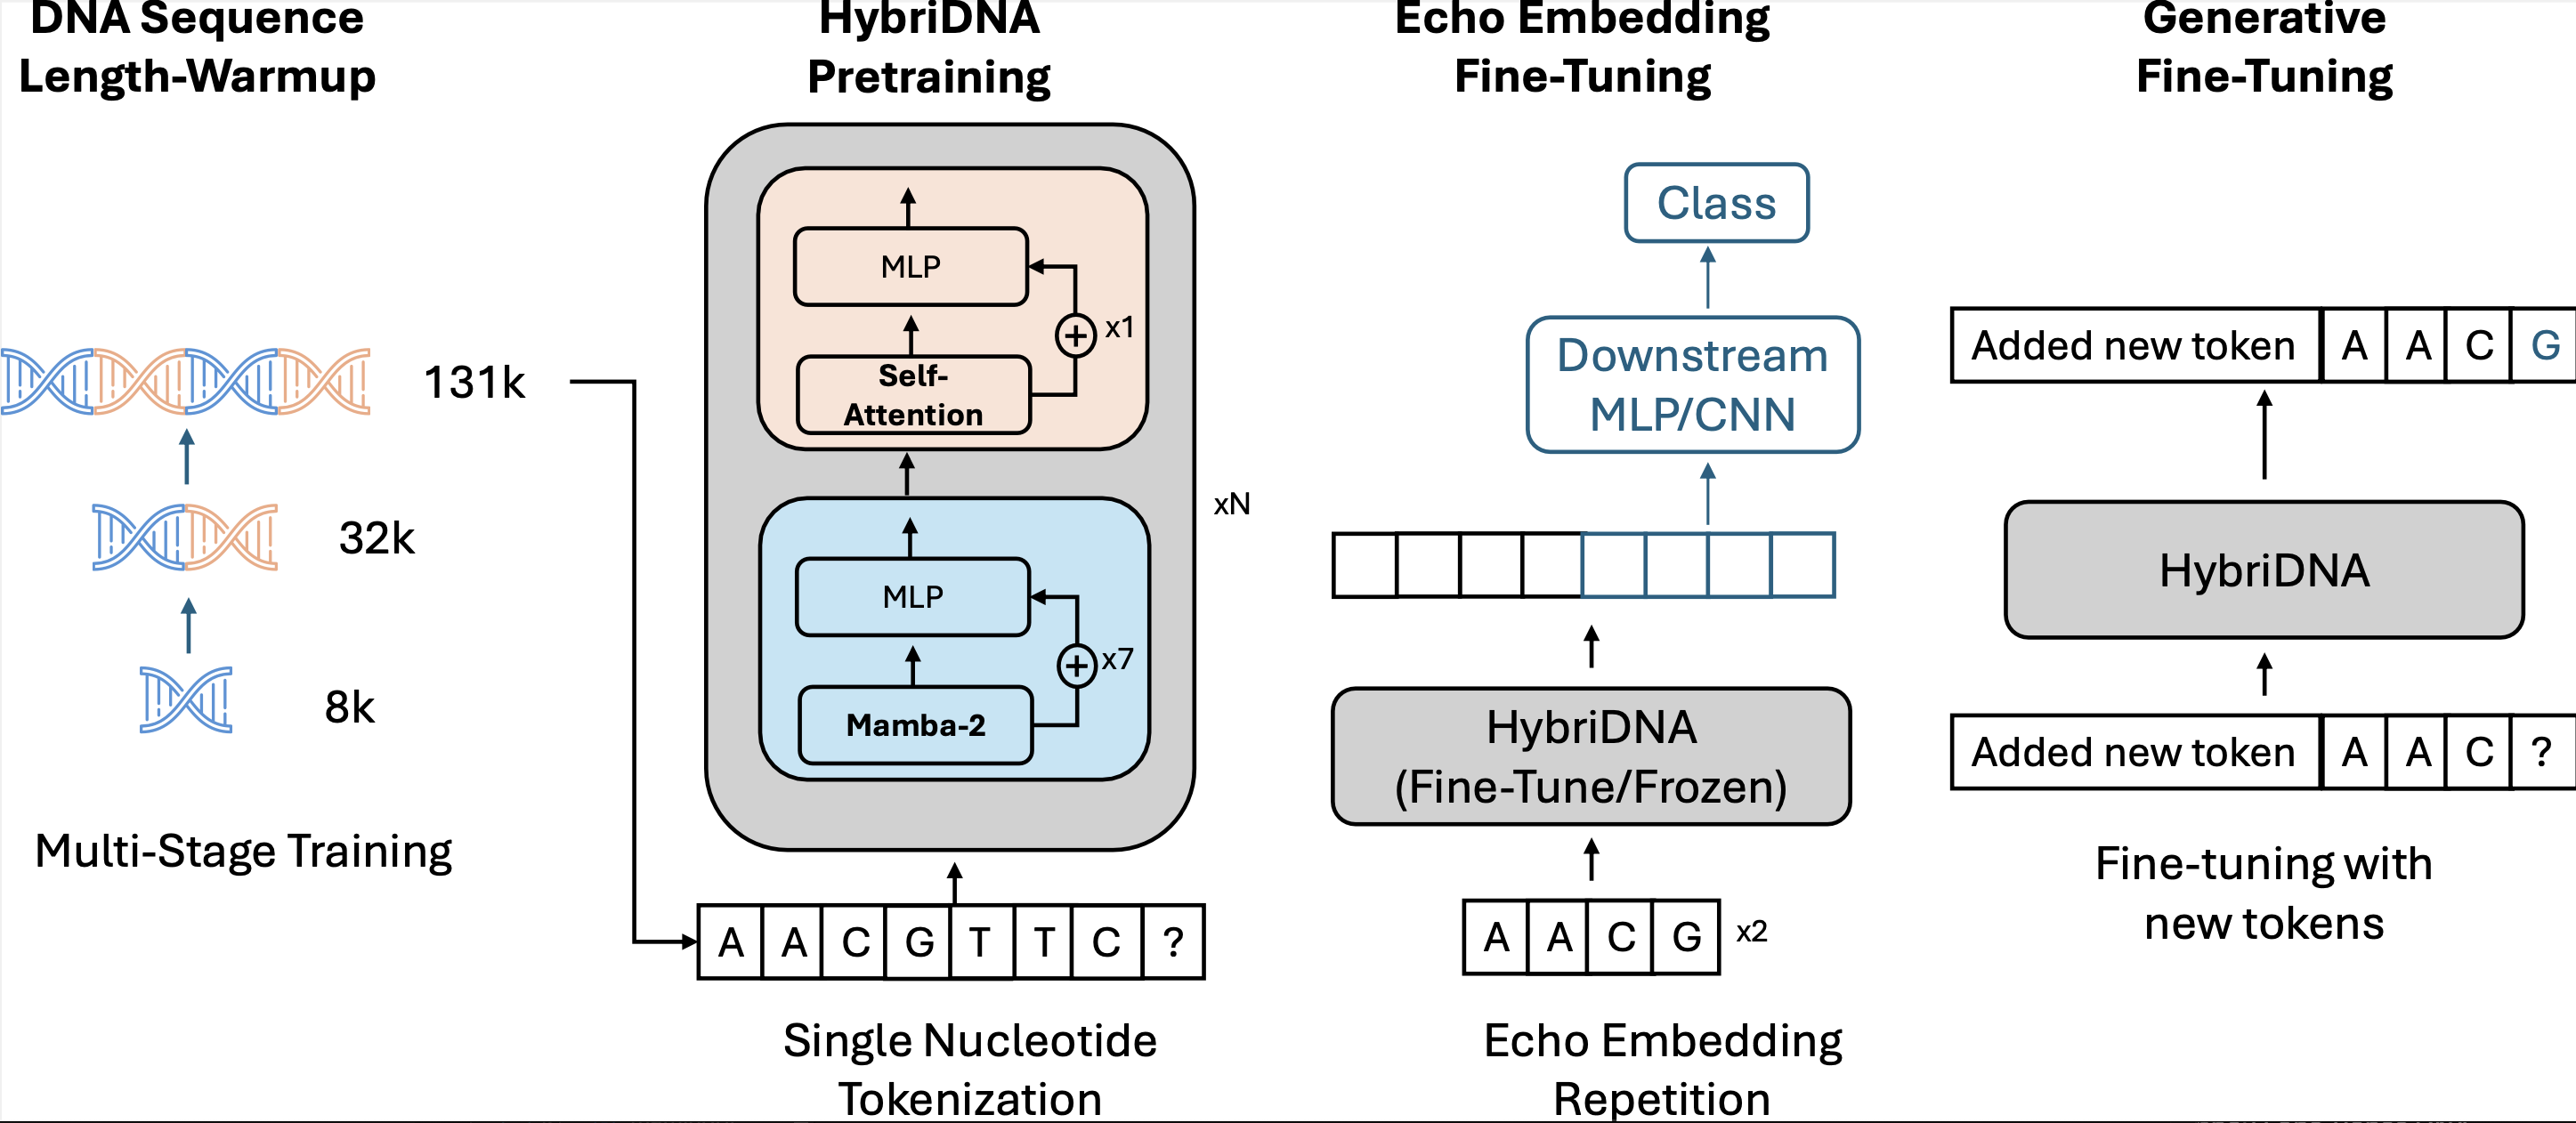 DNA Sequence
Length-Warmup
131k
32k
8k
Multi-Stage Training
HybriDNA
Pretraining
MLP
x1
Self-
Attention
xN
MLP
x7
Mamba-2
A A C G T T C ?
Single Nucleotide
Tokenization
Echo Embedding
Fine-Tuning
Class
Downstream
MLP/CNN
HybriDNA
(Fine-Tune/Frozen)
A A C G x2
Echo Embedding
Repetition
Generative
Fine-Tuning
Added new token A A C G
HybriDNA
Added new token A A C ?
Fine-tuning with
new tokens